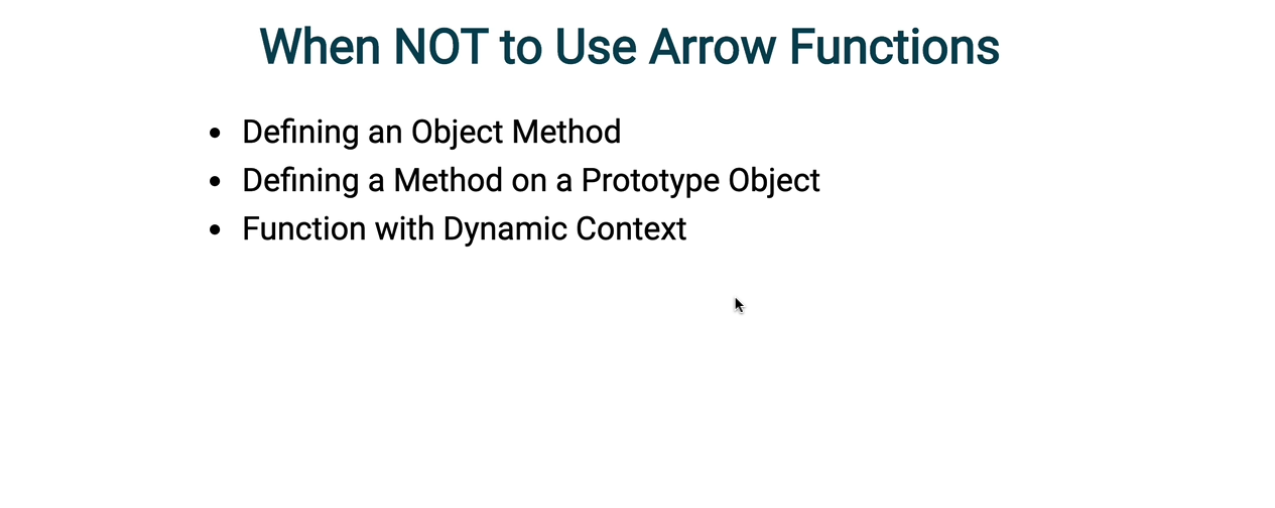 When NOT to Use Arrow Functions
• Defining an Object Method
• Defining a Method on a Prototype Object
• Function with Dynamic Context